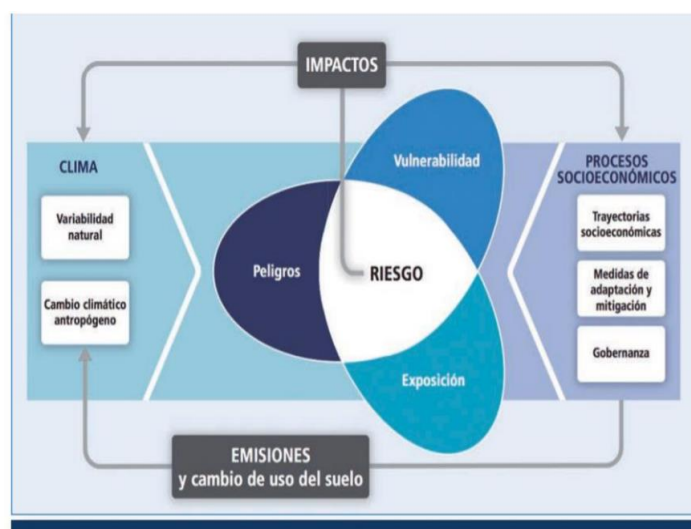 IMPACTOS
CLIMA
Variabilidad
natural
Cambio climático
antropógeno
Peligros
RIESGO
Vulnerabilidad
Exposición
PROCESOS
SOCIOECONÓMICOS
Trayectorias
socioeconómicas
Medidas de
adaptación y
mitigación
Gobernanza
EMISIONES
y cambio de uso del suelo